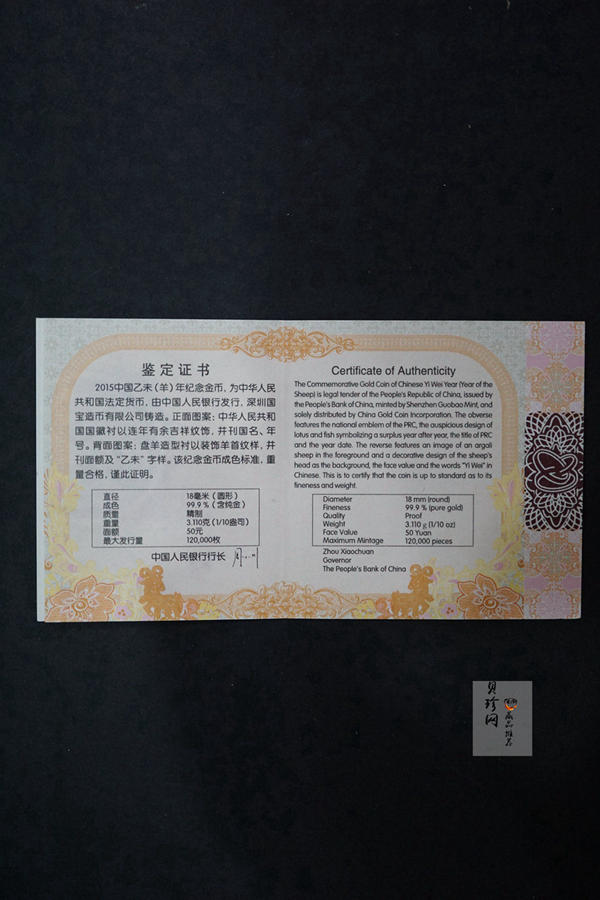 鉴定证书
2015中国乙未（羊）年纪念金币，为中华人民
共和国法定货币，由中国人民银行发行，深圳国
宝造币有限公司铸造。正面图案：中华人民共和
国国徽衬以连年有余吉祥纹饰，并刊国名、年
号。背面图案：盘羊造型衬以装饰羊首纹样，并
刊面额及“乙未”字样。该纪念金币成色标准，重
量合格，谨此证明。
直径 18毫米（圆形）
成色 99.9％（含纯金）
质量 精制
重量 3.110克（1/10盎司）
面额 50元
最大发行量 120,000枚
中国人民银行行长
Certificate of Authenticity
The Commemorative Gold Coin of Chinese Yi Wei Year (Year of the
Sheep) is legal tender of the People's Republic of China, issued by
the People's Bank of China, minted by Shenzhen Guobao Mint, and
solely distributed by China Gold Coin Incorporation. The obverse
features the national emblem of the PRC, the auspicious design of
lotus and fish symbolizing a surplus year after year, the title of PRC
and the year date. The reverse features an image of an argali
sheep in the foreground and a decorative design of the sheep's
head as the background, the face value and the words "Yi Wei" in
Chinese. This is to certify that the coin is up to standard as to its
fineness and weight.
Diameter 18 mm (round)
Fineness 99.9 % (pure gold)
Quality Proof
Weight 3.110 g (1/10 oz)
Face Value 50 Yuan
Maximum Mintage 120,000 pieces
Zhou Xiaochuan
Governor
The People's Bank of China
贝珍网
藏品推荐